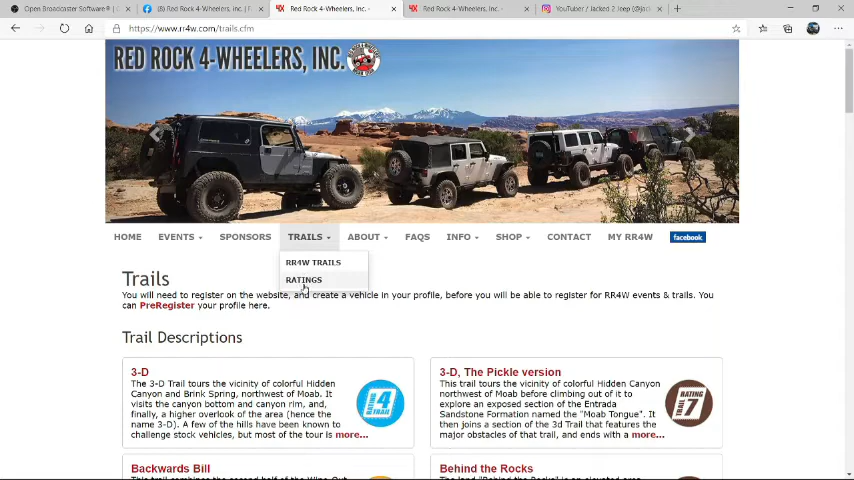 Open Broadcaster Software® |
(8) Red Rock 4-Wheelers, Inc. | F
Red Rock 4-Wheelers, Inc. -
Red Rock 4-Wheelers, Inc. -
YouTuber / Jacked 2 Jeep (@jac
https://www.rr4w.com/trails.cfm
RED ROCK 4-WHEELERS, INC.
HOME
EVENTS
SPONSORS
TRAILS
ABOUT
FAQS
INFO
SHOP
CONTACT
MY RR4W
facebook
RR4W TRAILS
RATINGS
Trails
You will need to register on the website, and create a vehicle in your profile, before you will be able to register for RR4W events & trails. You
can PreRegister your profile here.
Trail Descriptions
3-D
The 3-D Trail tours the vicinity of colorful Hidden
Canyon and Brink Spring, northwest of Moab. It
visits the canyon bottom and canyon rim, and,
finally, a higher overlook of the area (hence the
name 3-D). A few of the hills have been known to
challenge stock vehicles, but most of the tour is more...
RATED
4
TRAIL
3-D, The Pickle version
This trail tours the vicinity of colorful Hidden Canyon
northwest of Moab before climbing out of it to
explore an exposed section of the Entrada
Sandstone Formation named the "Moab Tongue". It
then joins a section of the 3d Trail that features the
major obstacles of that trail, and ends with a more...
RATED
TRAIL
7
Backwards Bill
Behind the Rocks